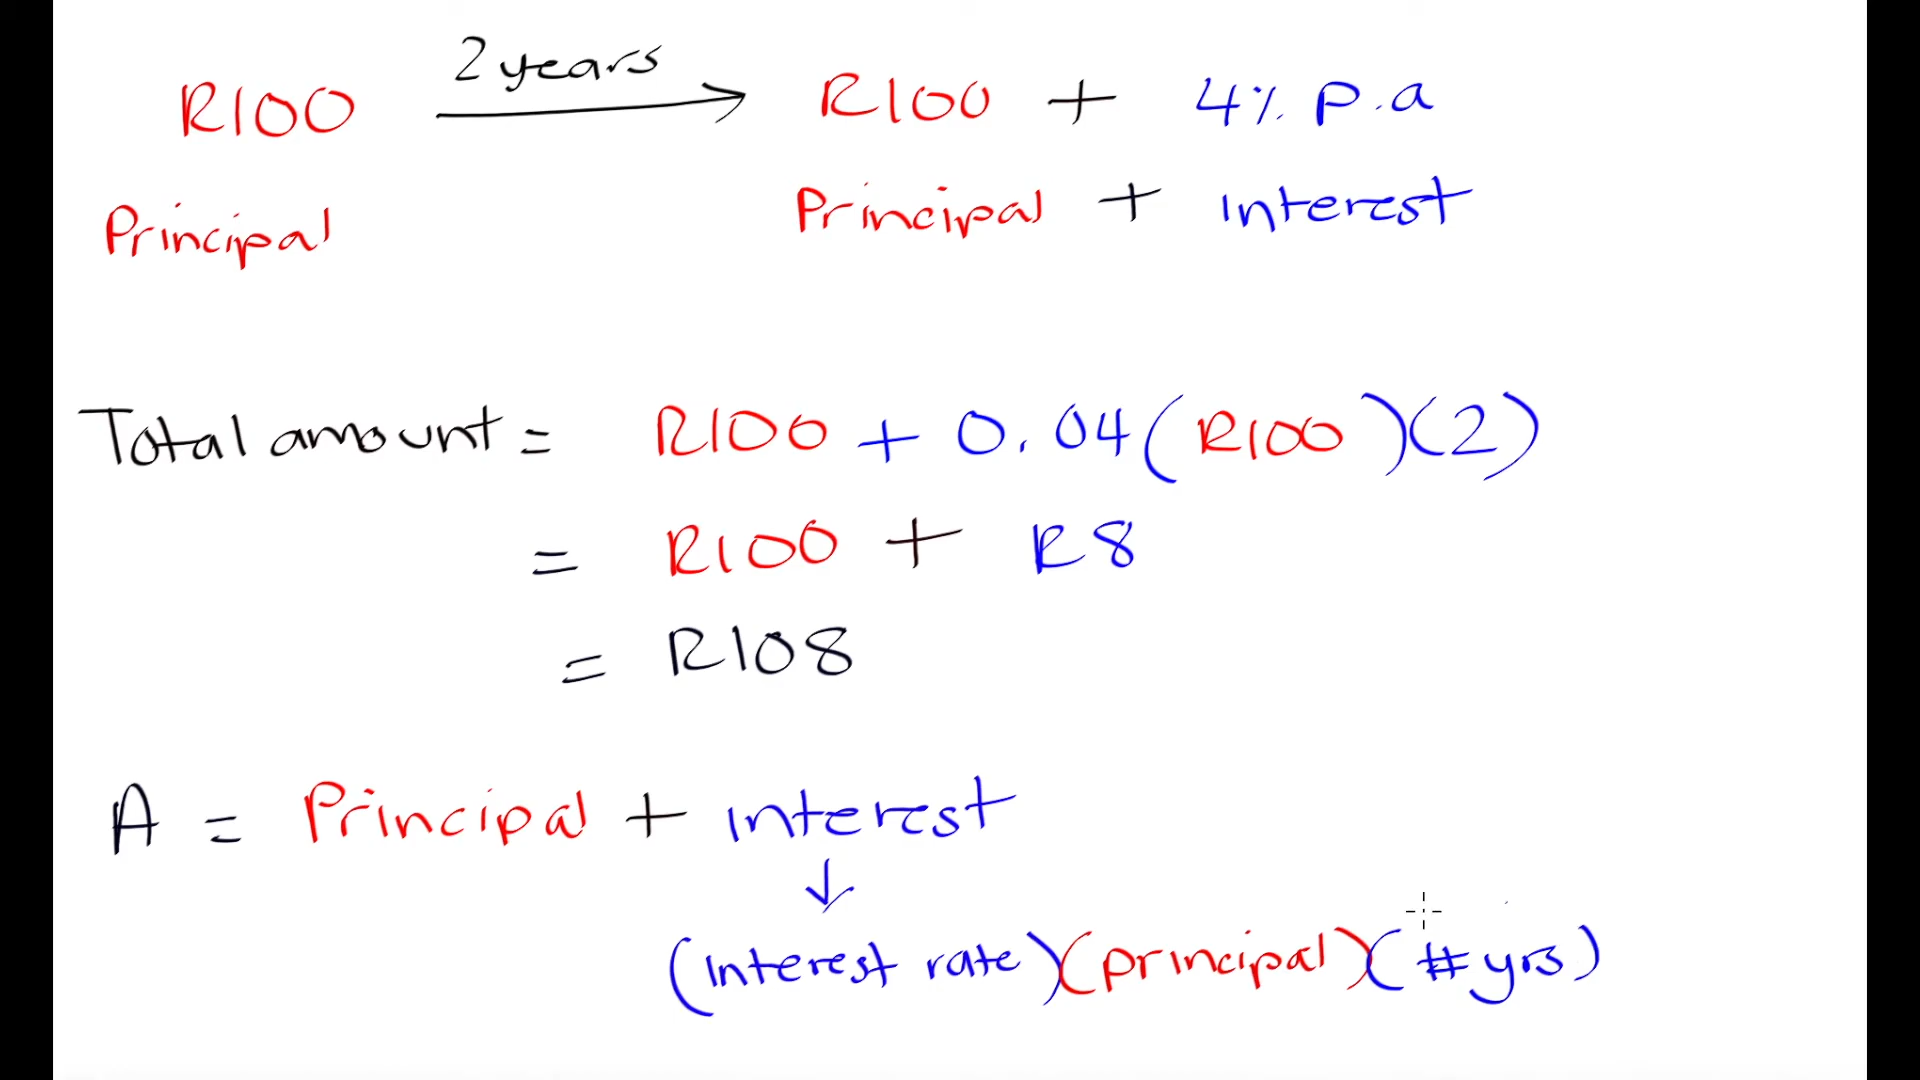 2 years
R100 → R100 + 4% p.a
Principal Principal + Interest
Total amount = R100 + 0.04(R100)(2)
= R100 + R8
= R108
A = Principal + interest
↓
(interest rate)(principal)(# yrs)